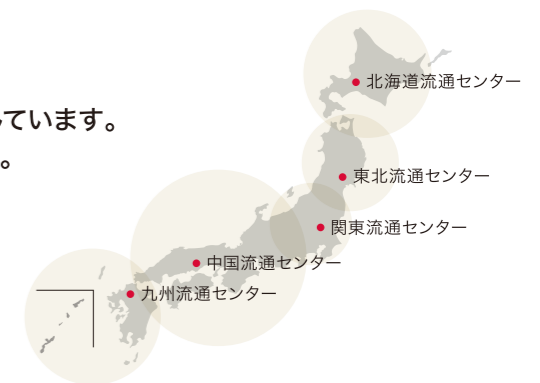 ています。
。
北海道流通センター
東北流通センター
関東流通センター
中国流通センター
九州流通センター